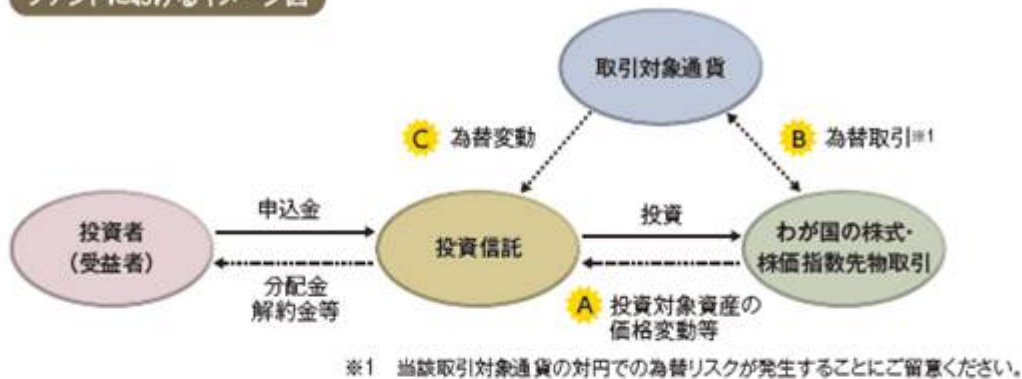 取引対象通貨
C 為替変動
B 為替取引※1
申込金
投資
投資者
(受益者)
投資信託
わが国の株式・
株価指数先物取引
分配金
解約金等
A 投資対象資産の
価格変動等
※1 当該取引対象通貨の対円での為替リスクが発生することにご留意ください。